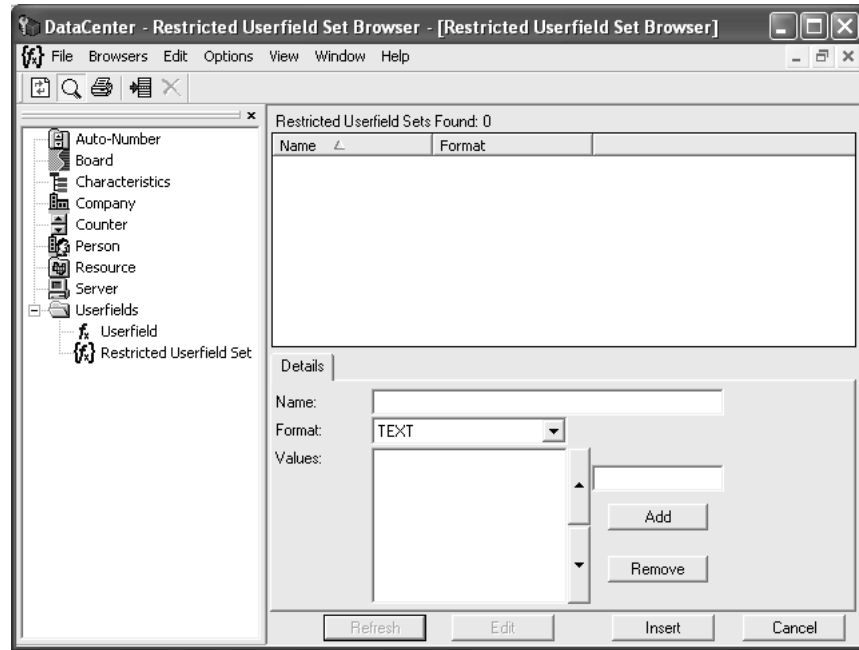 DataCenter - Restricted Userfield Set Browser - [Restricted Userfield Set Browser]
File Browsers Edit Options View Window Help
Auto-Number
Board
Characteristics
Company
Counter
Person
Resource
Server
Userfields
fx Userfield
{fx} Restricted Userfield Set
Restricted Userfield Sets Found: 0
Name Format
Details
Name:
Format: TEXT
Values:
Add
Remove
Refresh Edit Insert Cancel